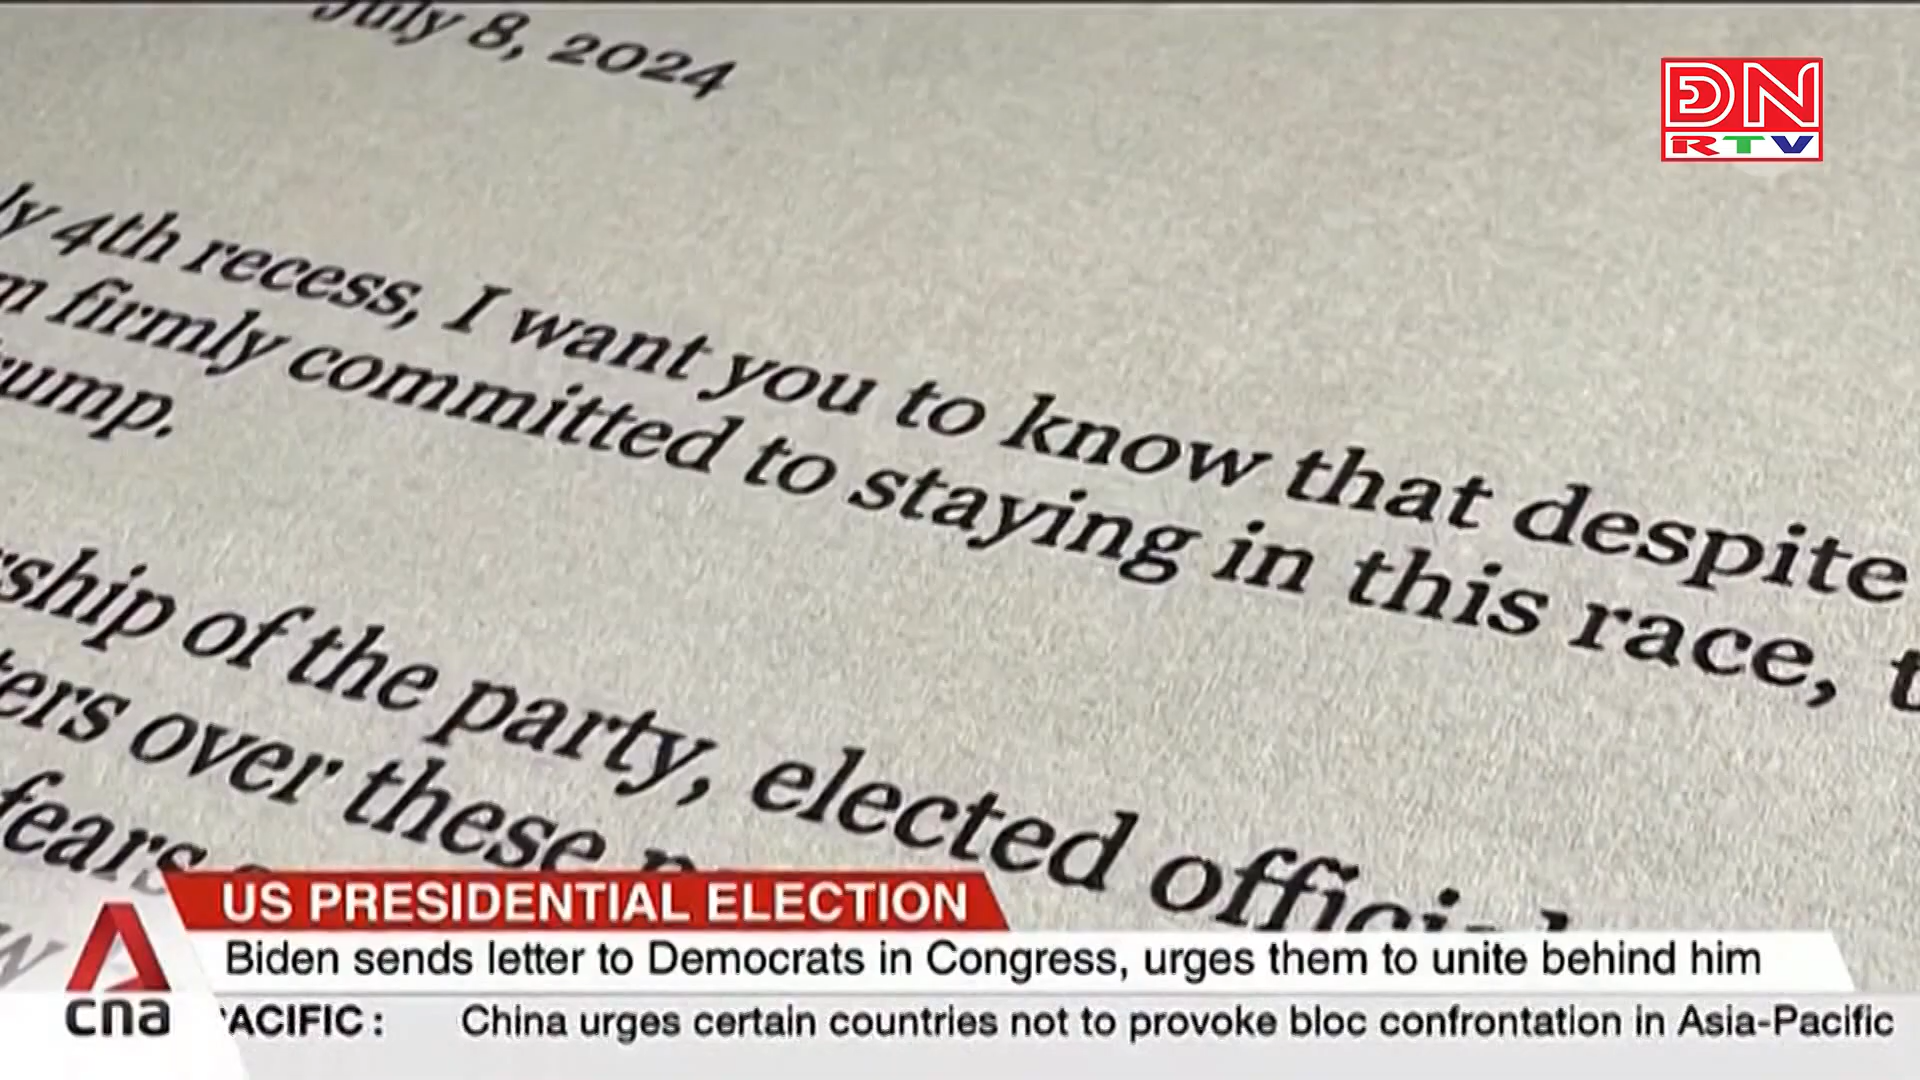 July 8, 2024
DN
RTV
ly 4th recess, I want you to know that despite
m firmly committed to staying in this race, t
ump.
ship of the party, elected
ters over these
fears
US PRESIDENTIAL ELECTION
Biden sends letter to Democrats in Congress, urges them to unite behind him
cna
ACIFIC: China urges certain countries not to provoke bloc confrontation in Asia-Pacific